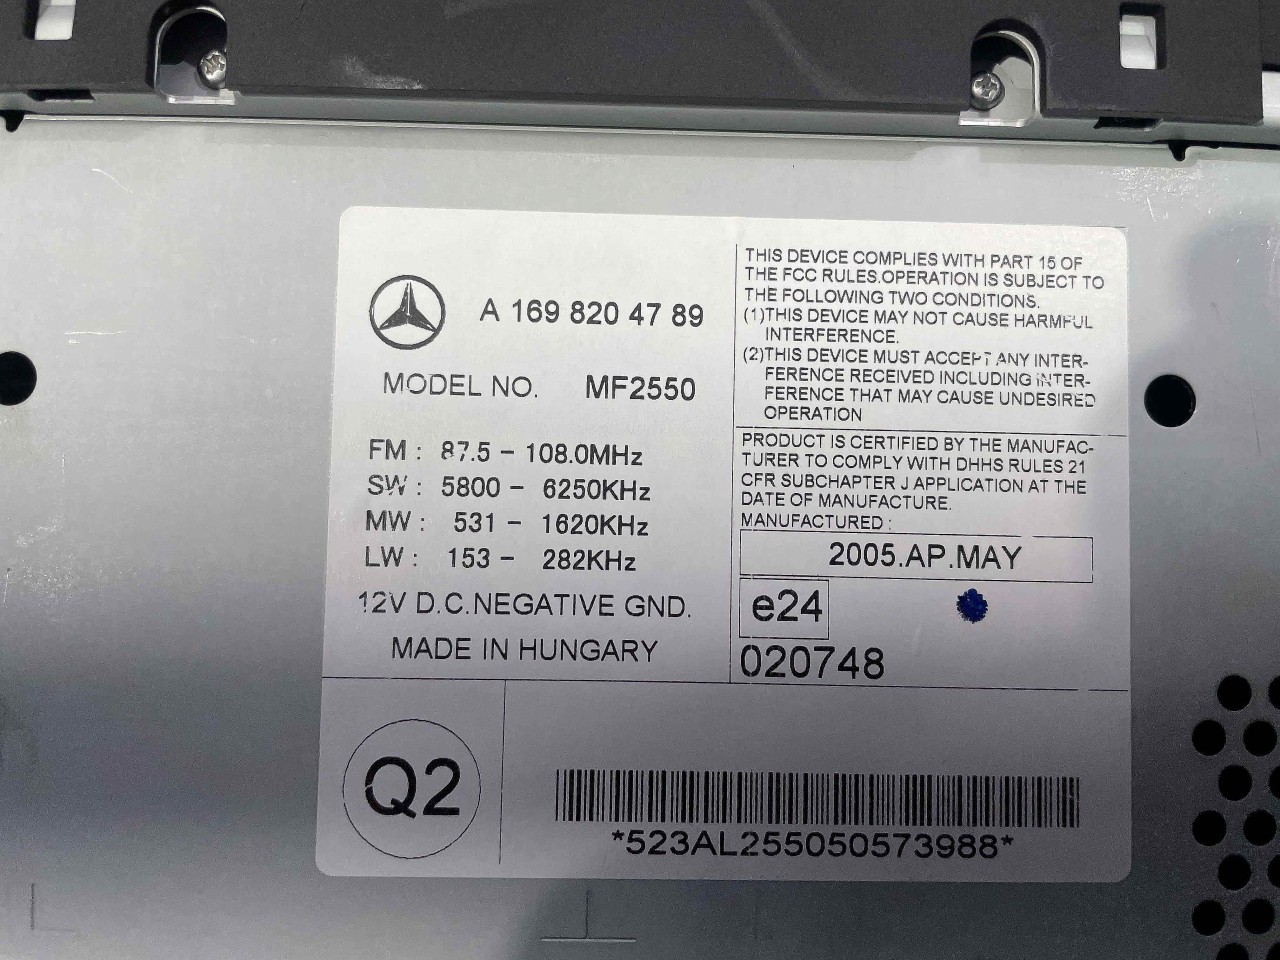 A 169 820 47 89
MODEL NO. MF2550
FM : 87.5 - 108.0MHz
SW : 5800 - 6250KHz
MW : 531 - 1620KHz
LW : 153 - 282KHz
12V D.C.NEGATIVE GND.
MADE IN HUNGARY
THIS DEVICE COMPLIES WITH PART 15 OF
THE FCC RULES.OPERATION IS SUBJECT TO
THE FOLLOWING TWO CONDITIONS.
(1)THIS DEVICE MAY NOT CAUSE HARMFUL
INTERFERENCE.
(2)THIS DEVICE MUST ACCEPT ANY INTER-
FERENCE RECEIVED INCLUDING INTER-
FERENCE THAT MAY CAUSE UNDESIRED
OPERATION
PRODUCT IS CERTIFIED BY THE MANUFAC-
TURER TO COMPLY WITH DHHS RULES 21
CFR SUBCHAPTER J APPLICATION AT THE
DATE OF MANUFACTURE.
MANUFACTURED :
2005.AP.MAY
e24
020748
Q2
*523AL255050573988*